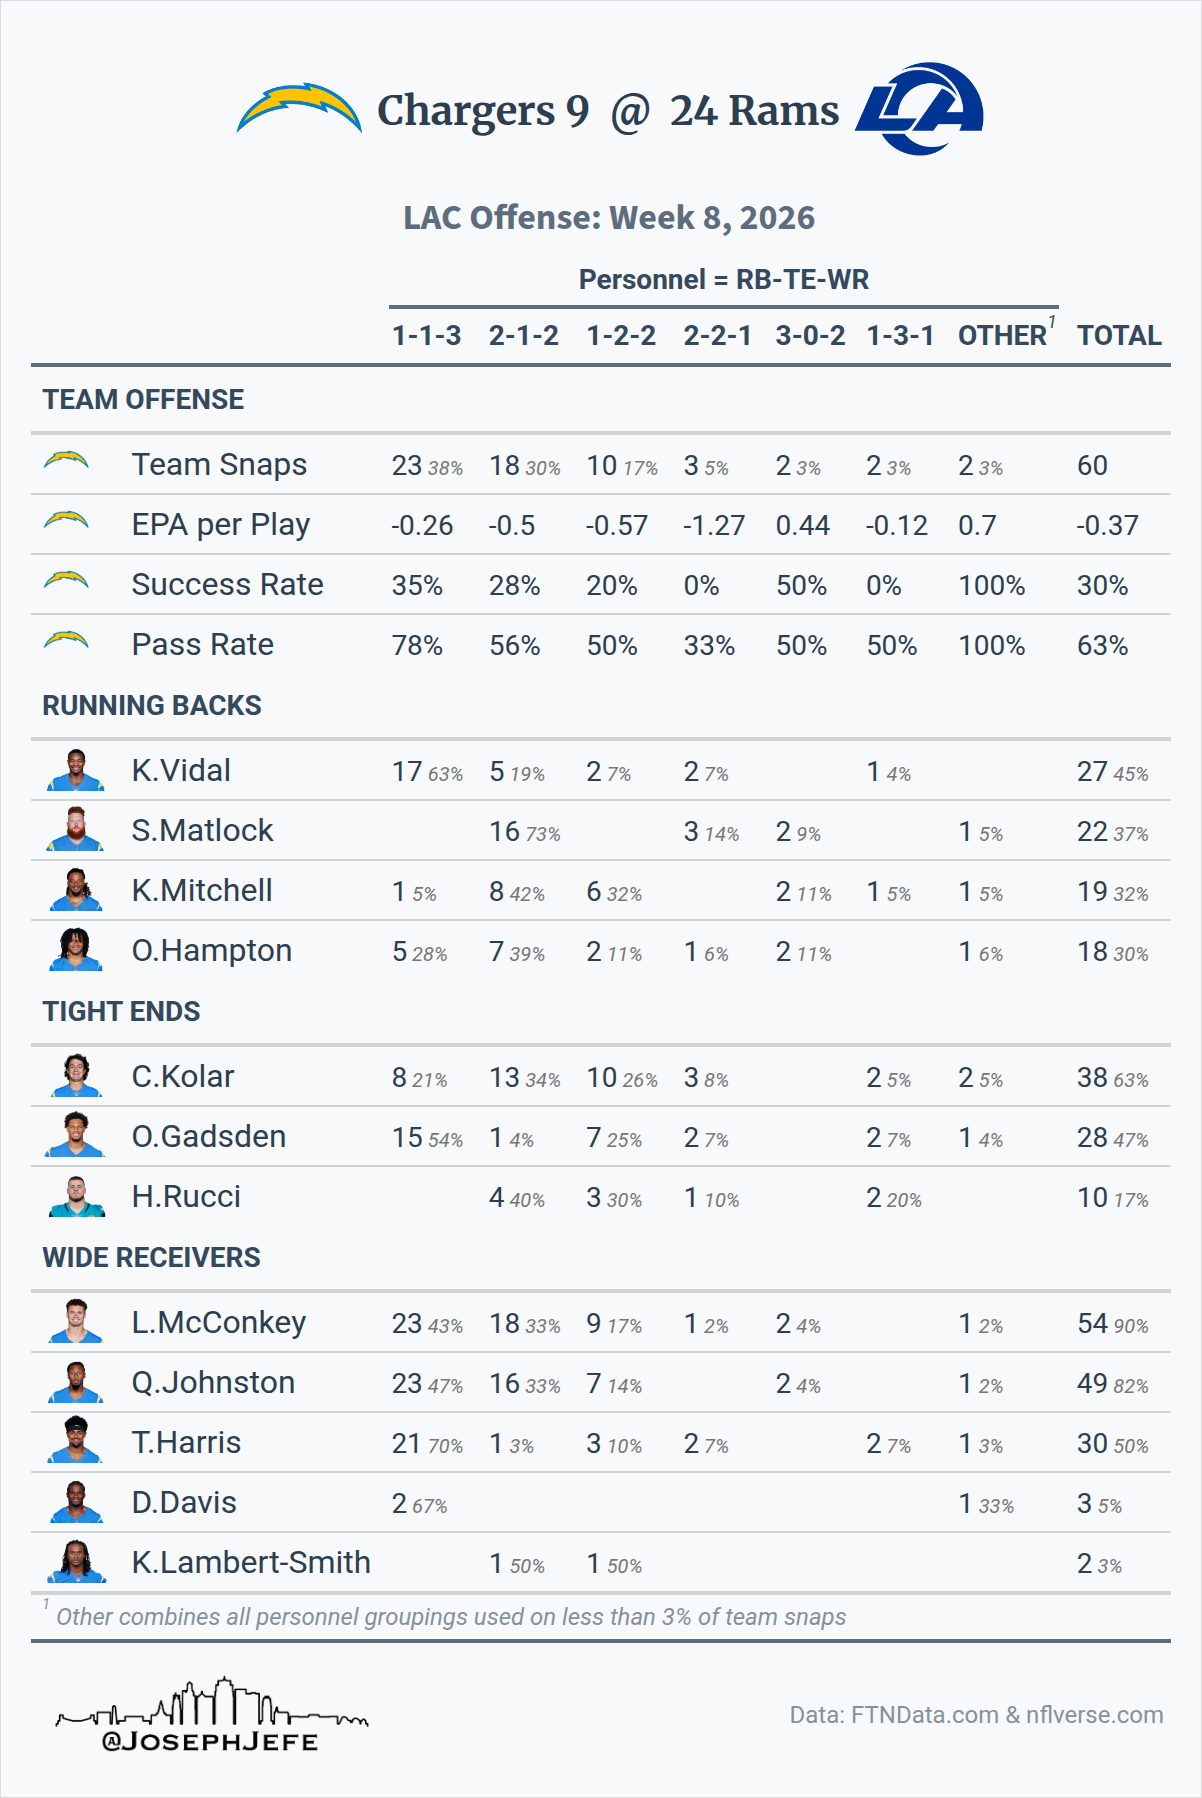 Chargers 9 @ 24 Rams
LA
LAC Offense: Week 8, 2026
Personnel = RB-TE-WR
1-1-3 2-1-2 1-2-2 2-2-1 3-0-2 1-3-1 OTHER1 TOTAL
TEAM OFFENSE
Team Snaps 23 38% 18 30% 10 17% 3 5% 2 3% 2 3% 2 3% 60
EPA per Play -0.26 -0.5 -0.57 -1.27 0.44 -0.12 0.7 -0.37
Success Rate 35% 28% 20% 0% 50% 0% 100% 30%
Pass Rate 78% 56% 50% 33% 50% 50% 100% 63%
RUNNING BACKS
K.Vidal 17 63% 5 19% 2 7% 2 7% 1 4% 27 45%
S.Matlock 16 73% 3 14% 2 9% 1 5% 22 37%
K.Mitchell 1 5% 8 42% 6 32% 2 11% 1 5% 1 5% 19 32%
O.Hampton 5 28% 7 39% 2 11% 1 6% 2 11% 1 6% 18 30%
TIGHT ENDS
C.Kolar 8 21% 13 34% 10 26% 3 8% 2 5% 2 5% 38 63%
O.Gadsden 15 54% 1 4% 7 25% 2 7% 2 7% 1 4% 28 47%
H.Rucci 4 40% 3 30% 1 10% 2 20% 10 17%
WIDE RECEIVERS
L.McConkey 23 43% 18 33% 9 17% 1 2% 2 4% 1 2% 54 90%
Q.Johnston 23 47% 16 33% 7 14% 2 4% 1 2% 49 82%
T.Harris 21 70% 1 3% 3 10% 2 7% 2 7% 1 3% 30 50%
D.Davis 2 67% 1 33% 3 5%
K.Lambert-Smith 1 50% 1 50% 2 3%
1 Other combines all personnel groupings used on less than 3% of team snaps
@JosephJefe
Data: FTNData.com & nflverse.com